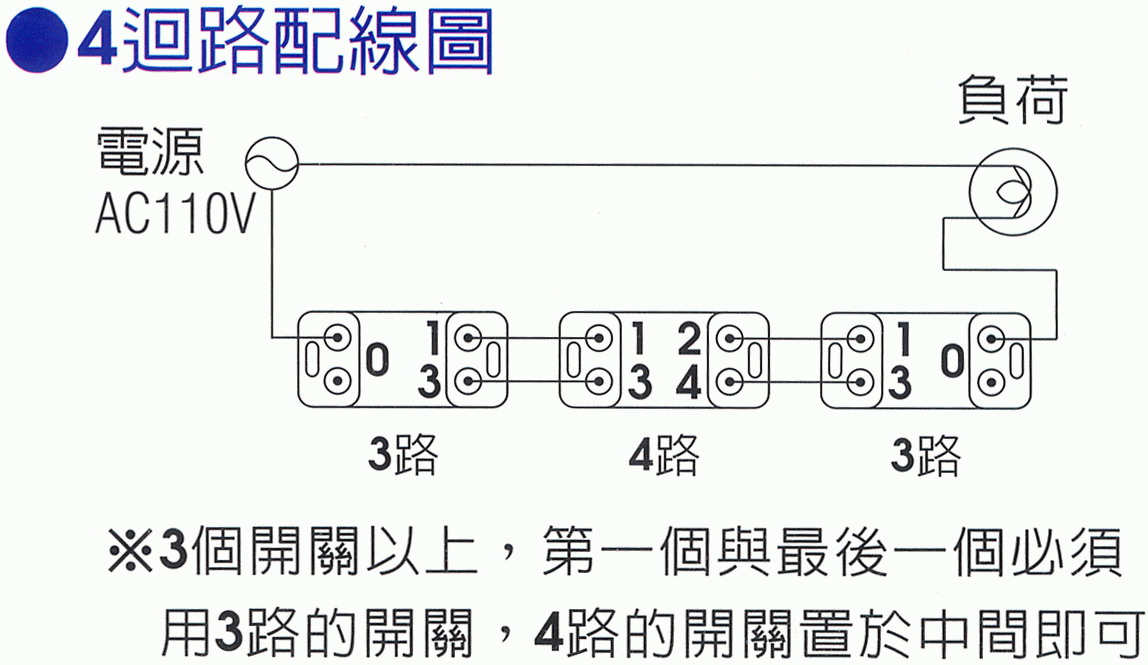 ●4迴路配線圖
負荷
電源
AC110V
0 1 3 1 3 2 4 1 3 0
3路 4路 3路
※3個開關以上，第一個與最後一個必須
用3路的開關，4路的開關置於中間即可